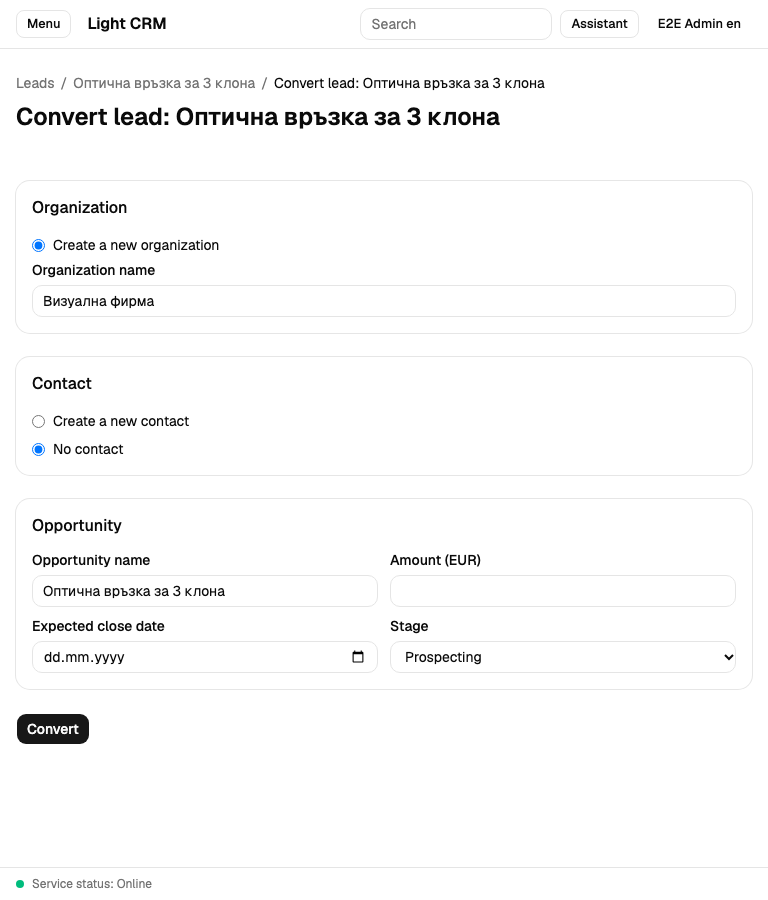 Menu
Light CRM
Search
Assistant
E2E Admin en
Leads / Оптична връзка за 3 клона / Convert lead: Оптична връзка за 3 клона
Convert lead: Оптична връзка за 3 клона
Organization
Create a new organization
Organization name
Визуална фирма
Contact
Create a new contact
No contact
Opportunity
Opportunity name
Amount (EUR)
Оптична връзка за 3 клона
Expected close date
Stage
dd.mm.yyyy
Prospecting
Convert
Service status: Online